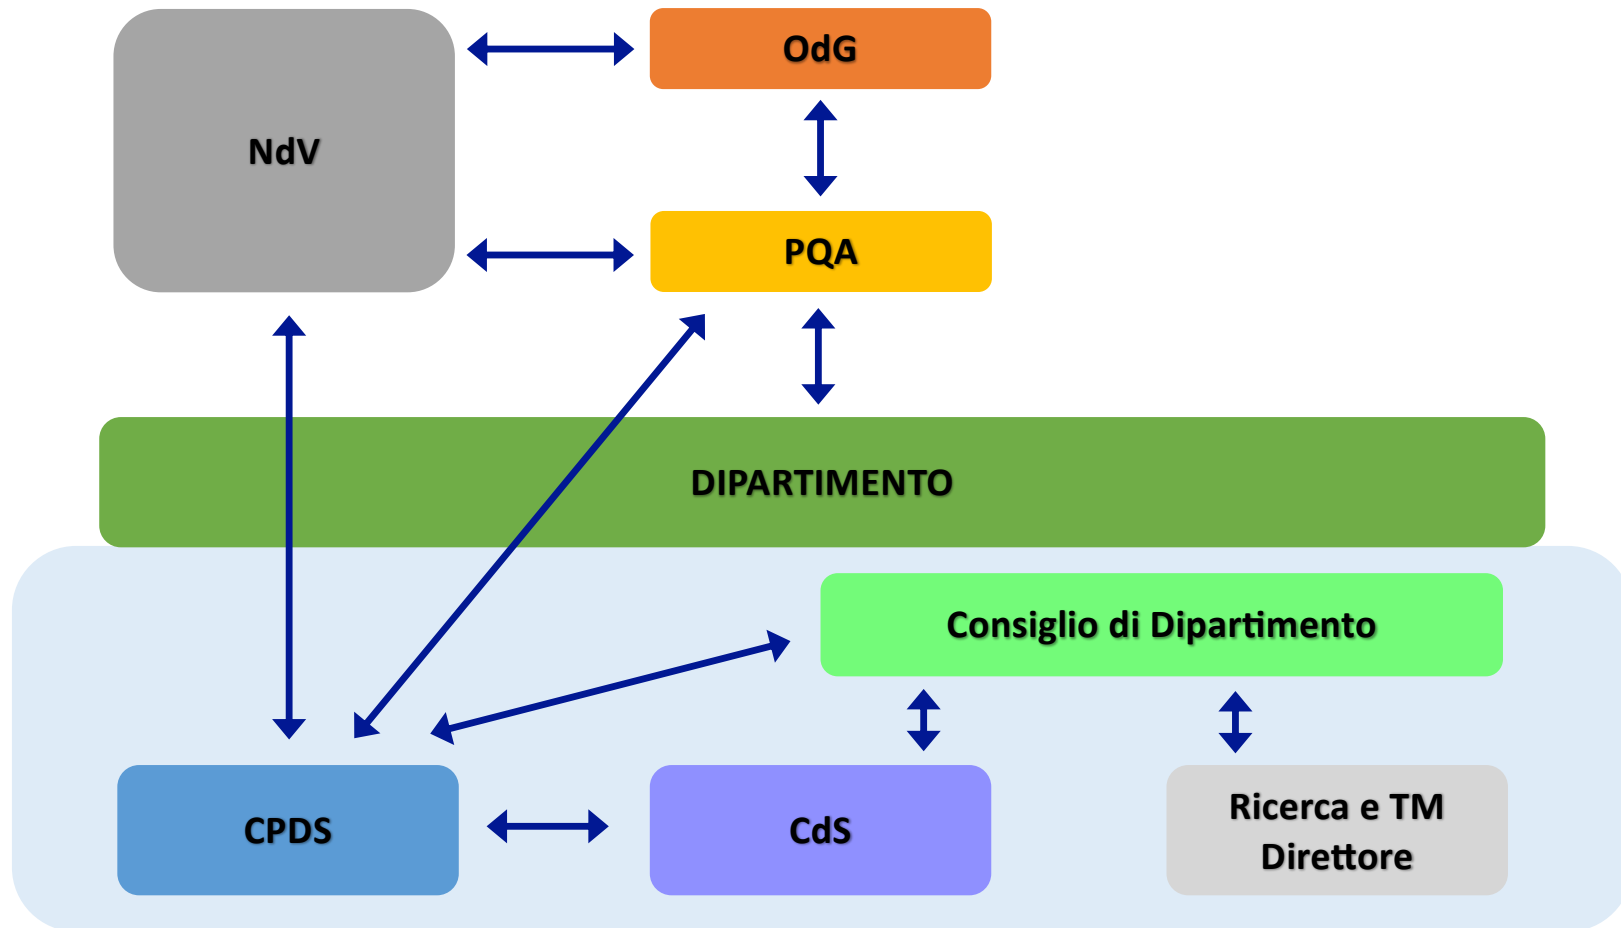 OdG
NdV
PQA
DIPARTIMENTO
Consiglio di Dipartimento
CPDS
CdS
Ricerca e TM
Direttore